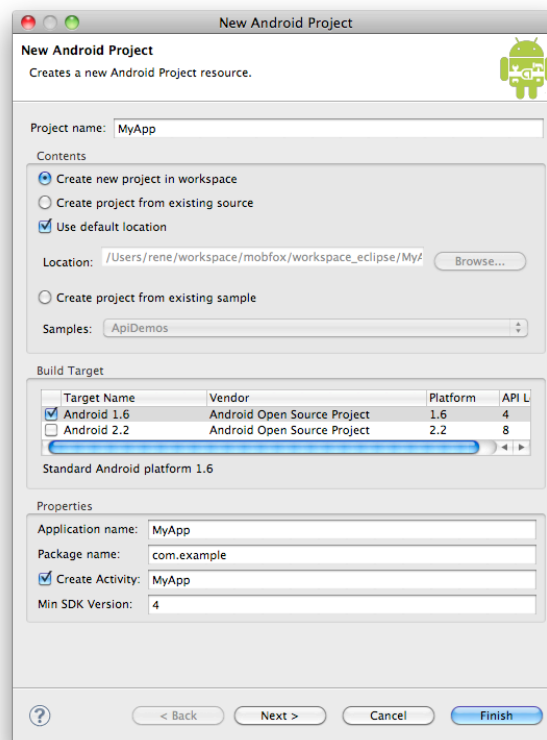 New Android Project
New Android Project
Creates a new Android Project resource.
Project name: MyApp
Contents
Create new project in workspace
Create project from existing source
Use default location
Location: /Users/rene/workspace/mobfox/workspace_eclipse/MyA
Browse...
Create project from existing sample
Samples: ApiDemos
Build Target
Target Name Vendor Platform API L
Android 1.6 Android Open Source Project 1.6 4
Android 2.2 Android Open Source Project 2.2 8
Standard Android platform 1.6
Properties
Application name: MyApp
Package name: com.example
Create Activity: MyApp
Min SDK Version: 4
? < Back Next > Cancel Finish